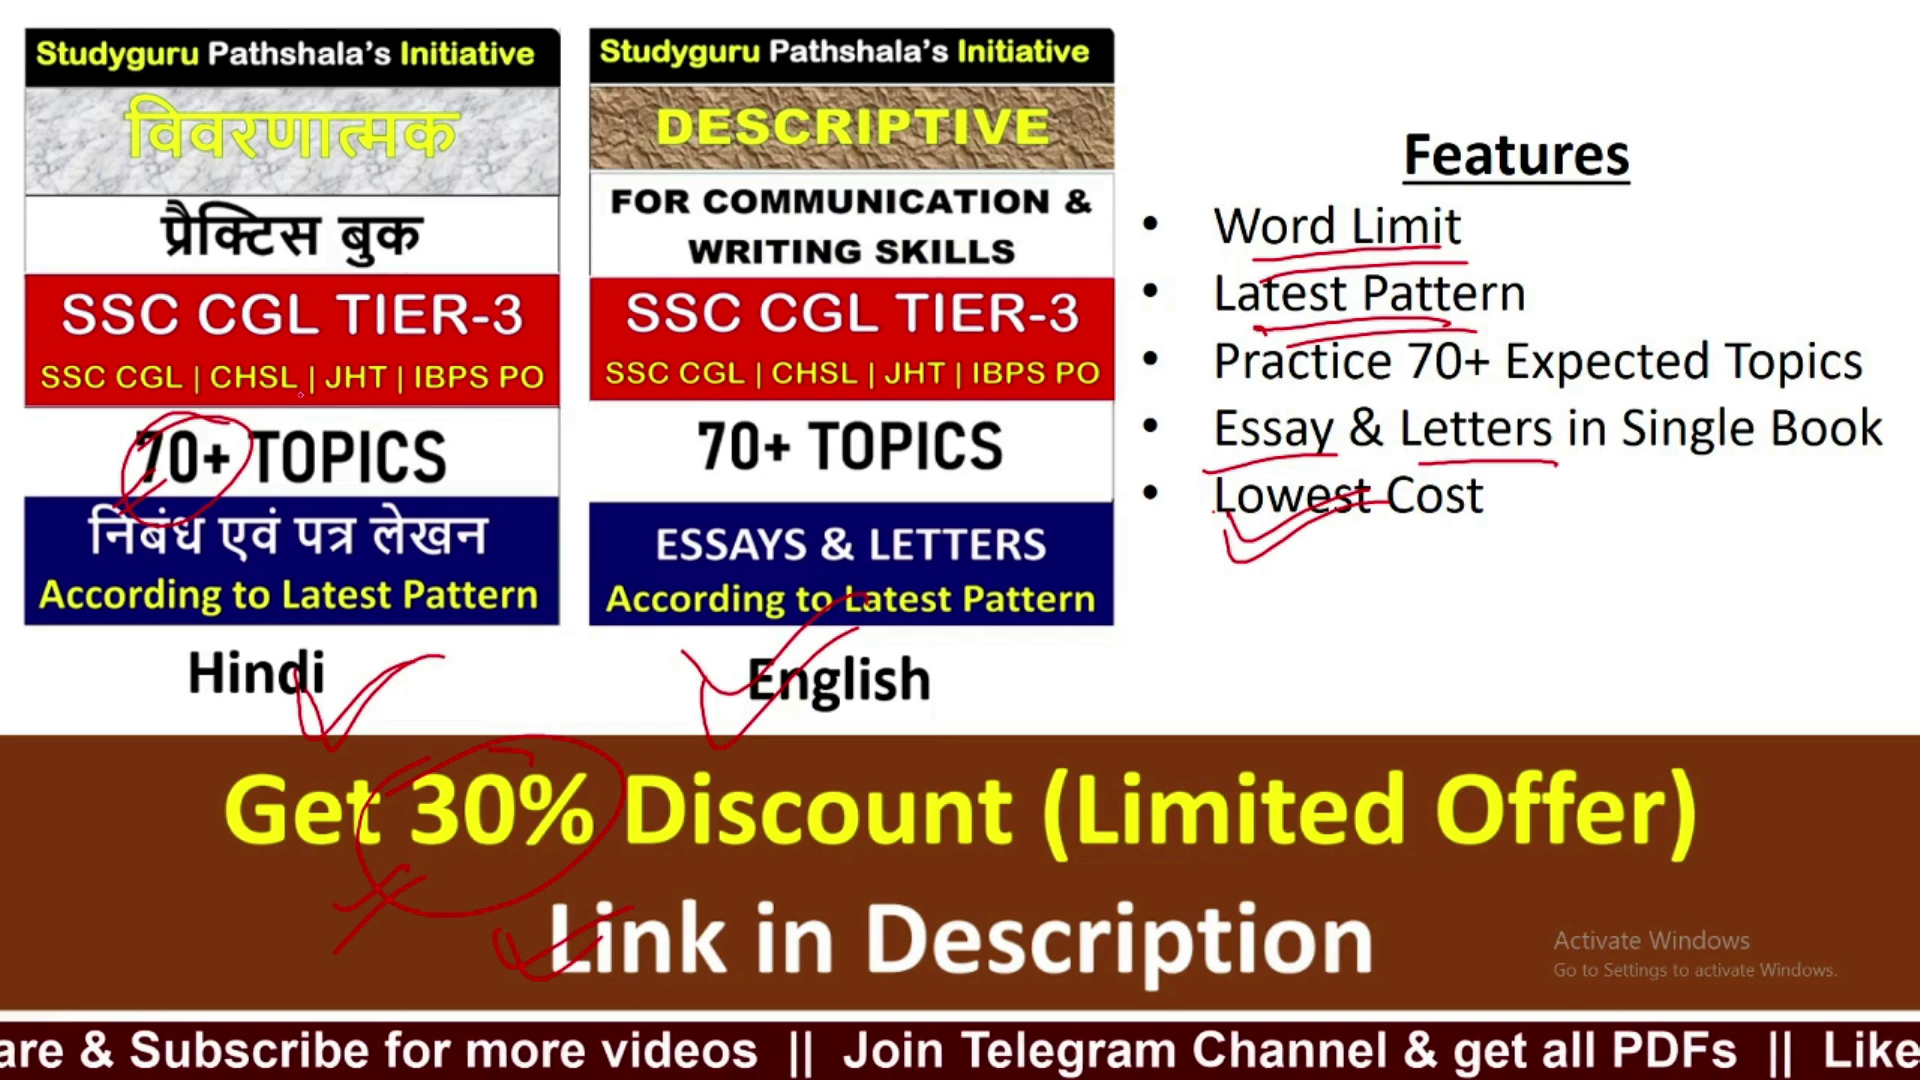 Studyguru Pathshala's Initiative
विवरणात्मक
प्रैक्टिस बुक
SSC CGL TIER-3
SSC CGL | CHSL | JHT | IBPS PO
70+ TOPICS
निबंध एवं पत्र लेखन
According to Latest Pattern
Hindi
Studyguru Pathshala's Initiative
DESCRIPTIVE
FOR COMMUNICATION &
WRITING SKILLS
SSC CGL TIER-3
SSC CGL | CHSL | JHT | IBPS PO
70+ TOPICS
ESSAYS & LETTERS
According to Latest Pattern
English
Features
• Word Limit
• Latest Pattern
• Practice 70+ Expected Topics
• Essay & Letters in Single Book
• Lowest Cost
Get 30% Discount (Limited Offer)
Link in Description
Activate Windows
Go to Settings to activate Windows.
are & Subscribe for more videos || Join Telegram Channel & get all PDFs || Like